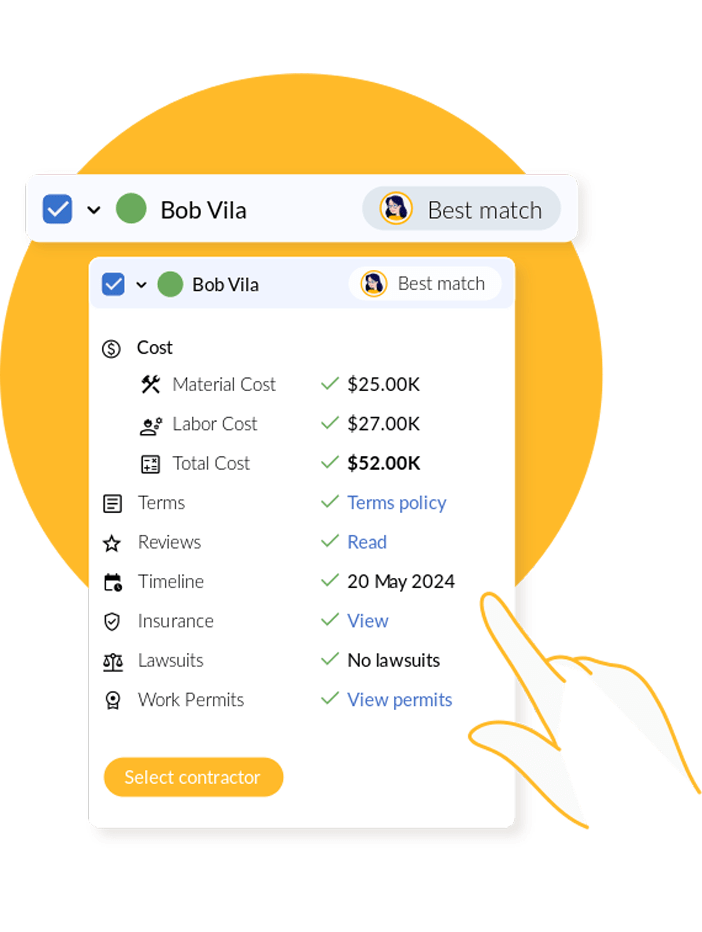 Bob Vila Best match
Bob Vila Best match
Cost
Material Cost $25.00K
Labor Cost $27.00K
Total Cost $52.00K
Terms Terms policy
Reviews Read
Timeline 20 May 2024
Insurance View
Lawsuits No lawsuits
Work Permits View permits
Select contractor